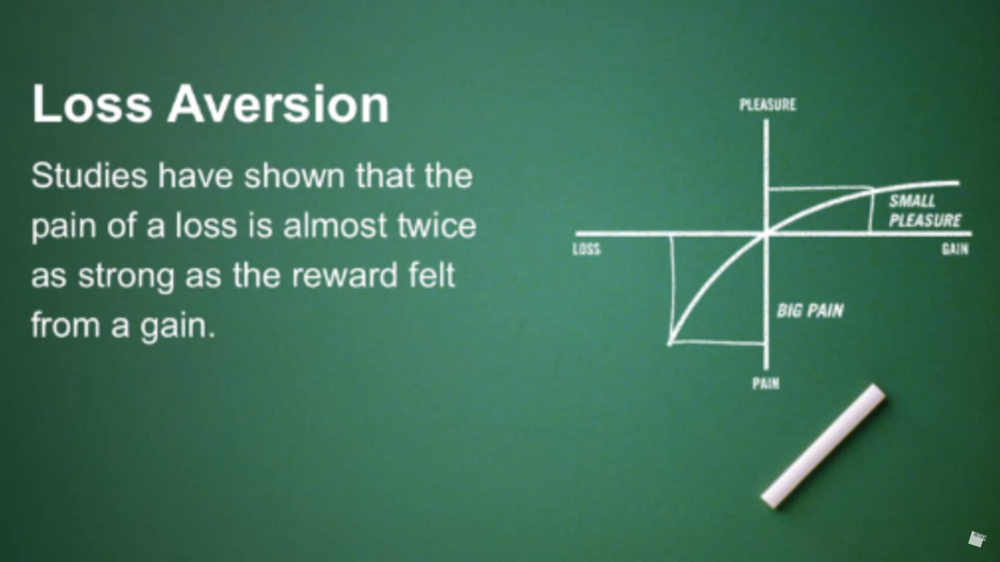 Loss Aversion
Studies have shown that the
pain of a loss is almost twice
as strong as the reward felt
from a gain.
PLEASURE
SMALL
PLEASURE
LOSS
GAIN
BIG PAIN
PAIN